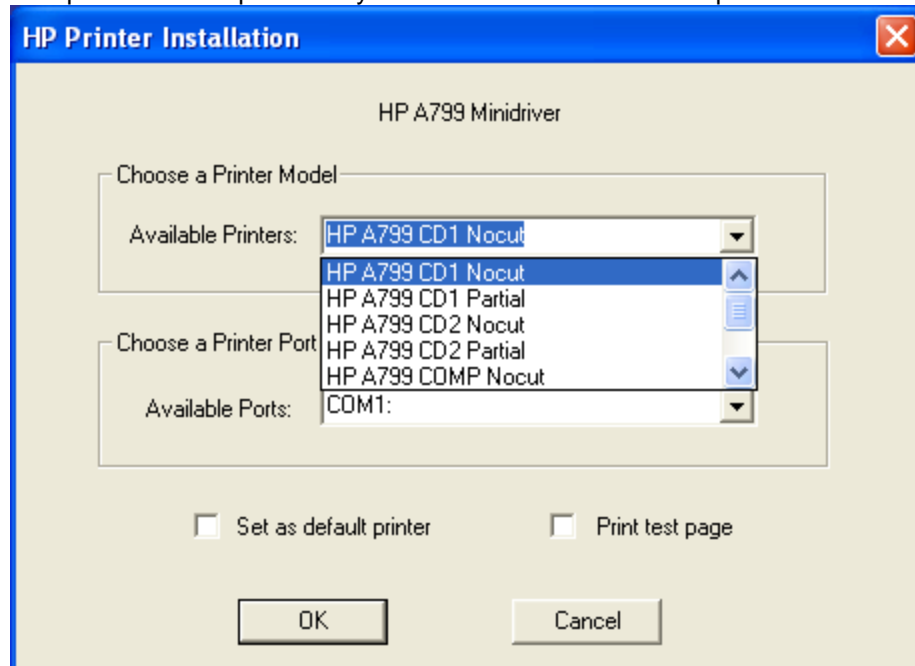 HP Printer Installation
HP A799 Minidriver
Choose a Printer Model
Available Printers: HP A799 CD1 Nocut
HP A799 CD1 Nocut
HP A799 CD1 Partial
HP A799 CD2 Nocut
HP A799 CD2 Partial
HP A799 COMP Nocut
Choose a Printer Port
Available Ports: COM1:
Set as default printer Print test page
OK Cancel